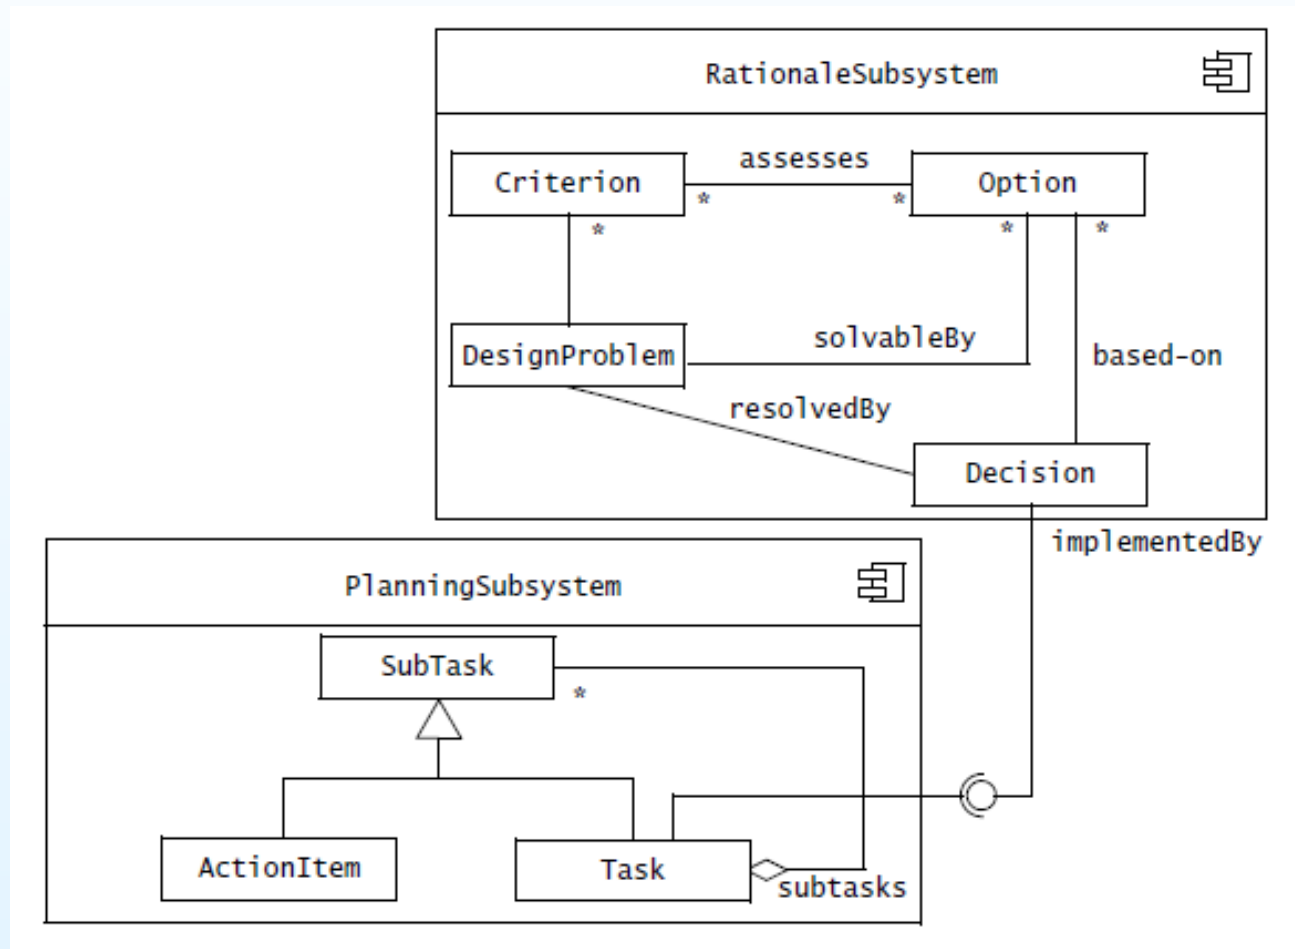 RationaleSubsystem
assesses
Criterion
Option
*
*
*
*
*
solvableBy
DesignProblem
based-on
resolvedBy
Decision
implementedBy
PlanningSubsystem
SubTask
*
ActionItem
Task
subtasks